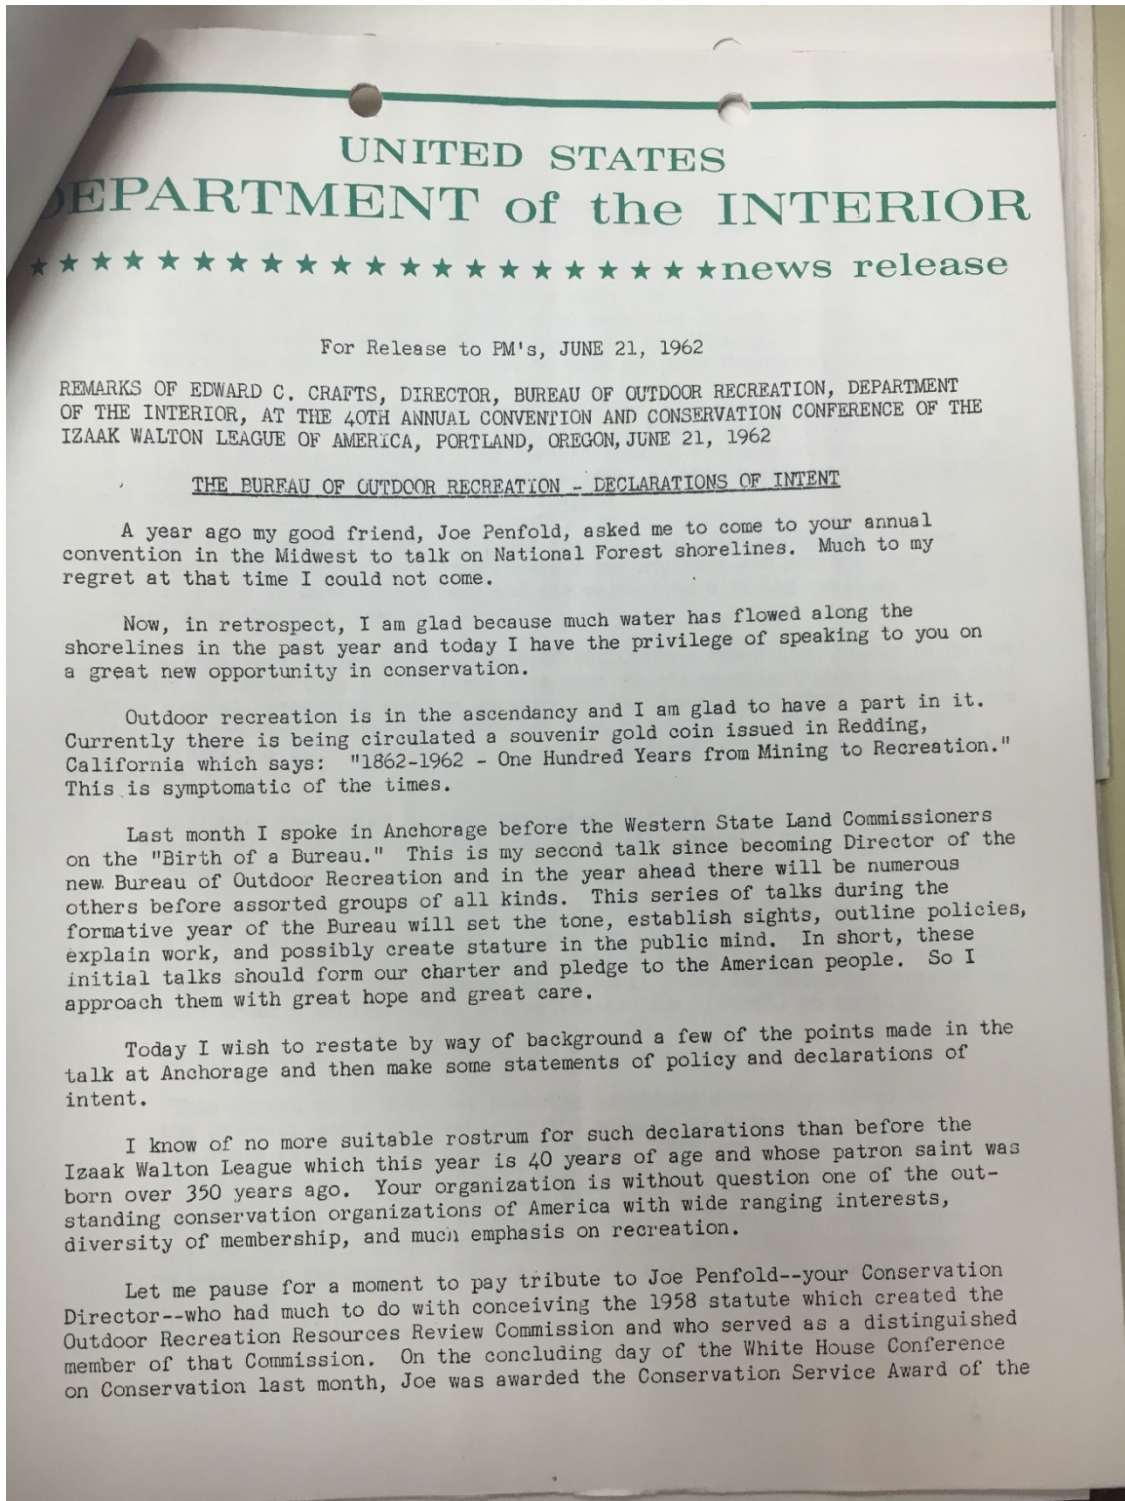 UNITED STATES
DEPARTMENT of the INTERIOR
news release
For Release to PM's, JUNE 21, 1962
REMARKS OF EDWARD C. CRAFTS, DIRECTOR, BUREAU OF OUTDOOR RECREATION, DEPARTMENT
OF THE INTERIOR, AT THE 40TH ANNUAL CONVENTION AND CONSERVATION CONFERENCE OF THE
IZAAK WALTON LEAGUE OF AMERICA, PORTLAND, OREGON, JUNE 21, 1962
THE BUREAU OF OUTDOOR RECREATION - DECLARATIONS OF INTENT
A year ago my good friend, Joe Penfold, asked me to come to your annual
convention in the Midwest to talk on National Forest shorelines. Much to my
regret at that time I could not come.
Now, in retrospect, I am glad because much water has flowed along the
shorelines in the past year and today I have the privilege of speaking to you on
a great new opportunity in conservation.
Outdoor recreation is in the ascendancy and I am glad to have a part in it.
Currently there is being circulated a souvenir gold coin issued in Redding,
California which says: "1862-1962 - One Hundred Years from Mining to Recreation."
This is symptomatic of the times.
Last month I spoke in Anchorage before the Western State Land Commissioners
on the "Birth of a Bureau." This is my second talk since becoming Director of the
new Bureau of Outdoor Recreation and in the year ahead there will be numerous
others before assorted groups of all kinds. This series of talks during the
formative year of the Bureau will set the tone, establish sights, outline policies,
explain work, and possibly create stature in the public mind. In short, these
initial talks should form our charter and pledge to the American people. So I
approach them with great hope and great care.
Today I wish to restate by way of background a few of the points made in the
talk at Anchorage and then make some statements of policy and declarations of
intent.
I know of no more suitable rostrum for such declarations than before the
Izaak Walton League which this year is 40 years of age and whose patron saint was
born over 350 years ago. Your organization is without question one of the out-
standing conservation organizations of America with wide ranging interests,
diversity of membership, and much emphasis on recreation.
Let me pause for a moment to pay tribute to Joe Penfold--your Conservation
Director--who had much to do with conceiving the 1958 statute which created the
Outdoor Recreation Resources Review Commission and who served as a distinguished
member of that Commission. On the concluding day of the White House Conference
on Conservation last month, Joe was awarded the Conservation Service Award of the